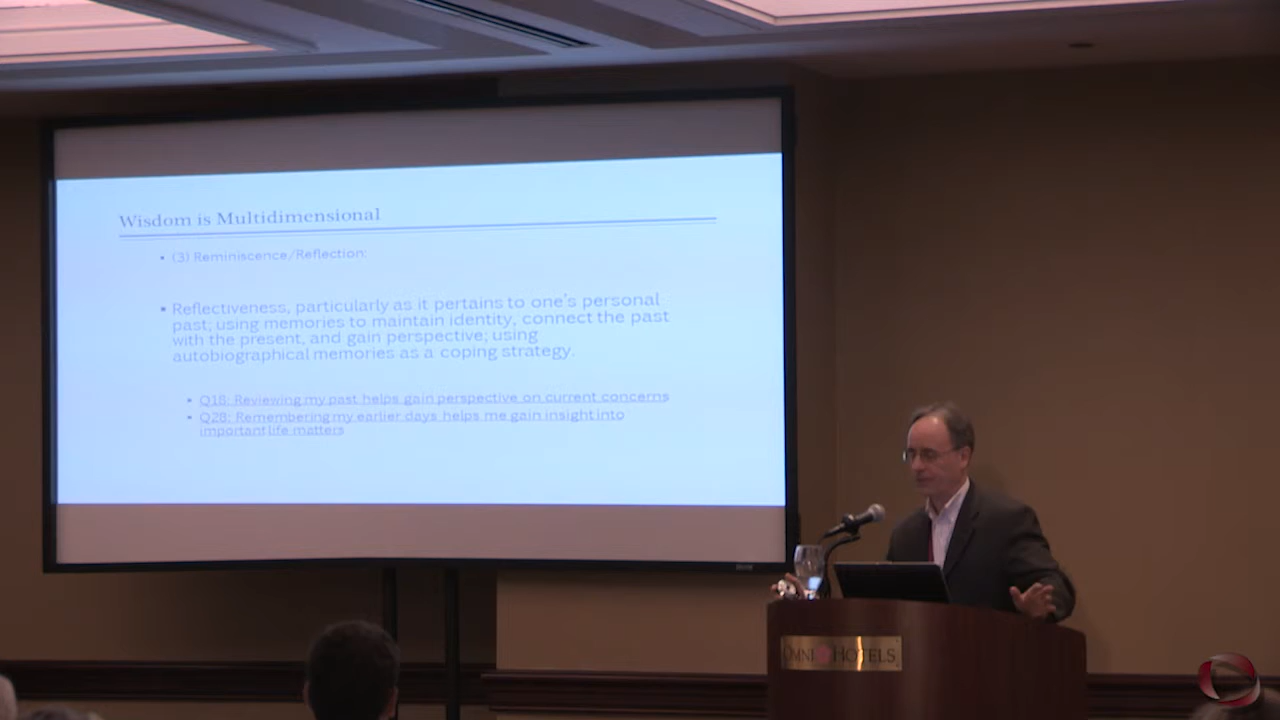 Wisdom is Multidimensional
• (3) Reminiscence/Reflection:
▪ Reflectiveness, particularly as it pertains to one's personal
past; using memories to maintain identity, connect the past
with the present, and gain perspective; using
autobiographical memories as a coping strategy.
▪ Q18: Reviewing my past helps gain perspective on current concerns
▪ Q28: Remembering my earlier days helps me gain insight into
important life matters
OMNI HOTELS